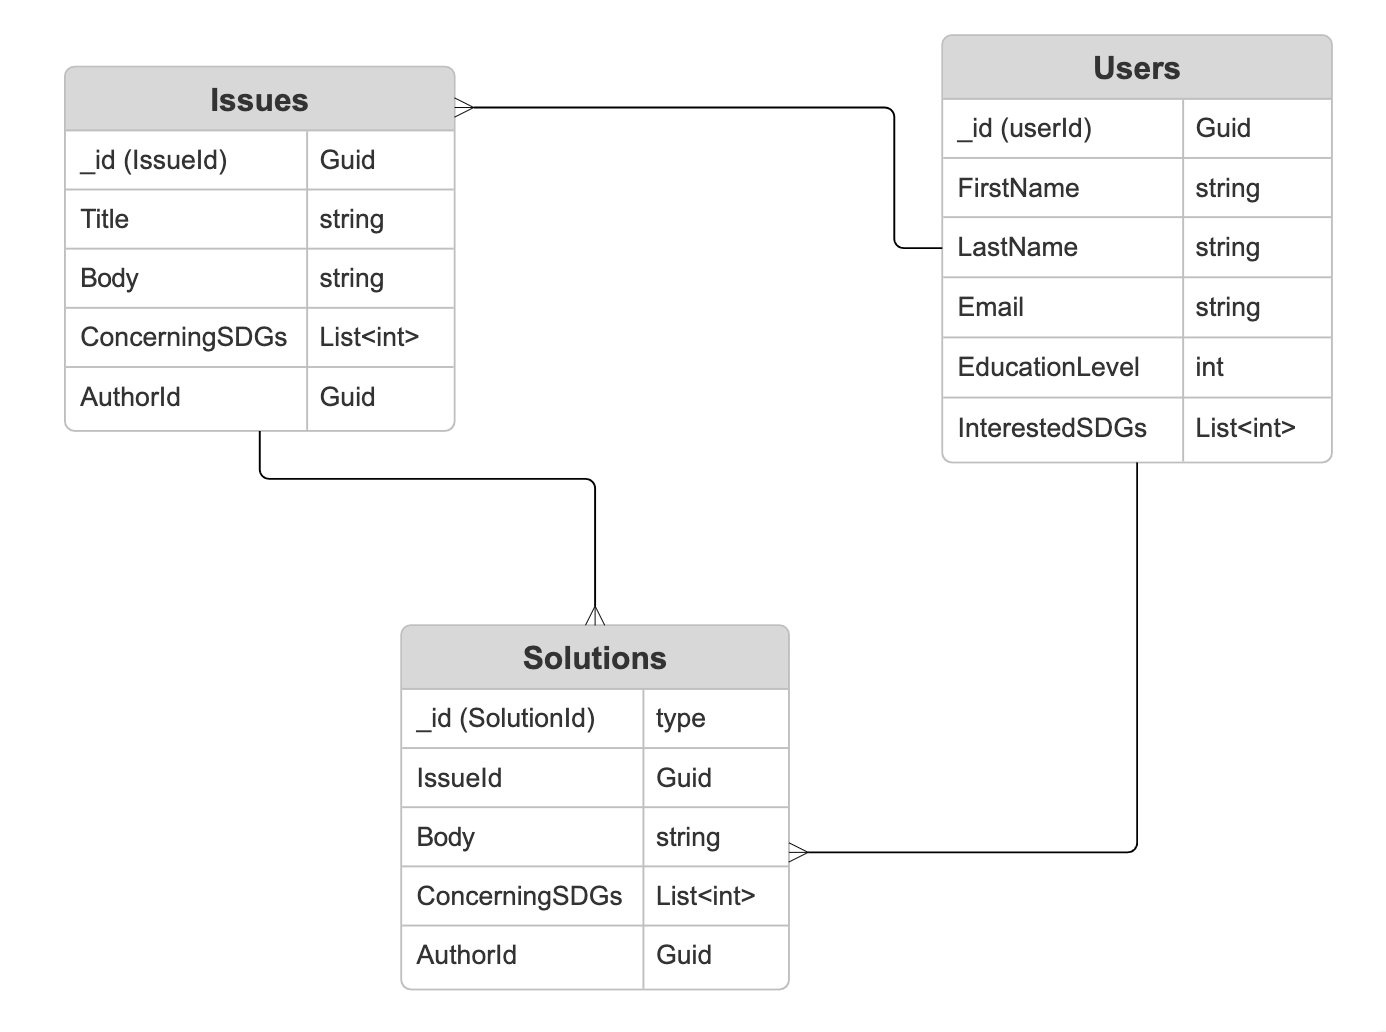 Issues
_id (IssueId) Guid
Title string
Body string
ConcerningSDGs List<int>
AuthorId Guid
Users
_id (userId) Guid
FirstName string
LastName string
Email string
EducationLevel int
InterestedSDGs List<int>
Solutions
_id (SolutionId) type
IssueId Guid
Body string
ConcerningSDGs List<int>
AuthorId Guid